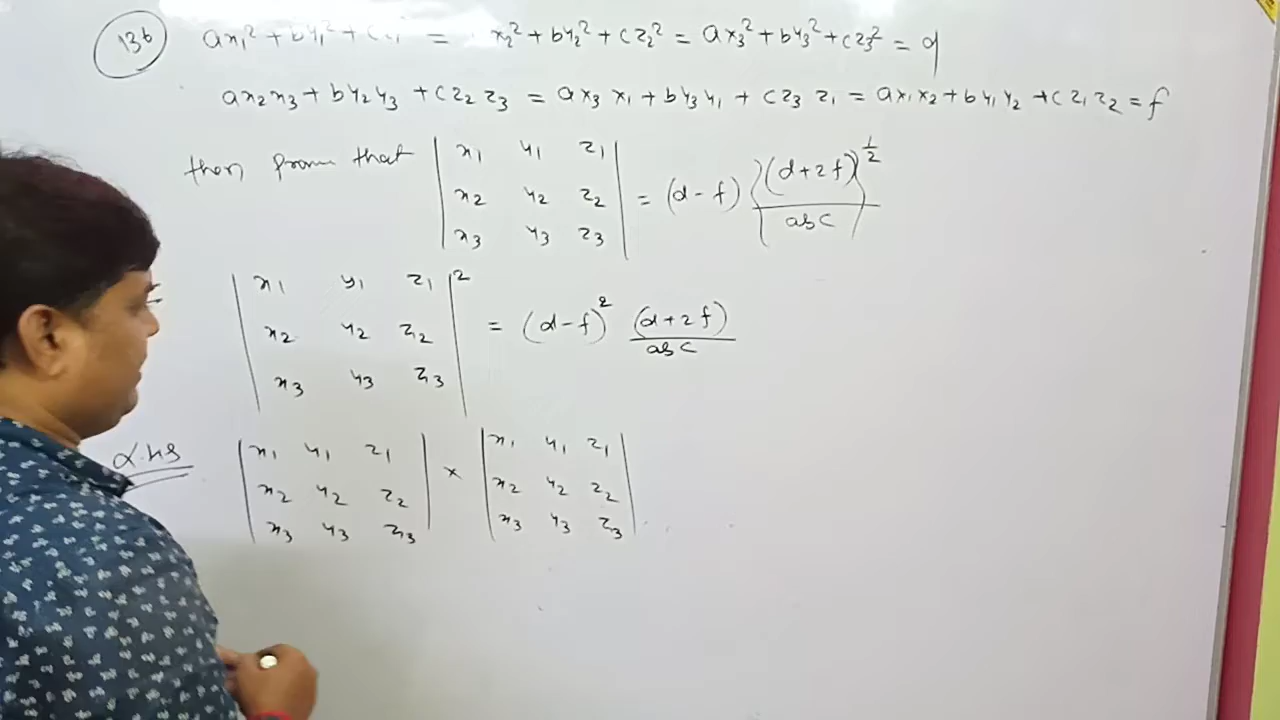 136 ax₁² + by₁² + c = x₂² + by₂² + cz₂² = ax₃² + by₃² + cz₃² = d
ax₂x₃ + by₂y₃ + cz₂z₃ = ax₃x₁ + by₃y₁ + cz₃z₁ = ax₁x₂ + by₁y₂ + cz₁z₂ = f
then prove that | x₁ y₁ z₁ |
| x₂ y₂ z₂ | = (d - f) { (d + 2f) / abc }^½
| x₃ y₃ z₃ |
| x₁ y₁ z₁ |²
| x₂ y₂ z₂ | = (d - f)² (d + 2f) / abc
| x₃ y₃ z₃ |
L.H.S | x₁ y₁ z₁ | × | x₁ y₁ z₁ |
| x₂ y₂ z₂ | | x₂ y₂ z₂ |
| x₃ y₃ z₃ | | x₃ y₃ z₃ |